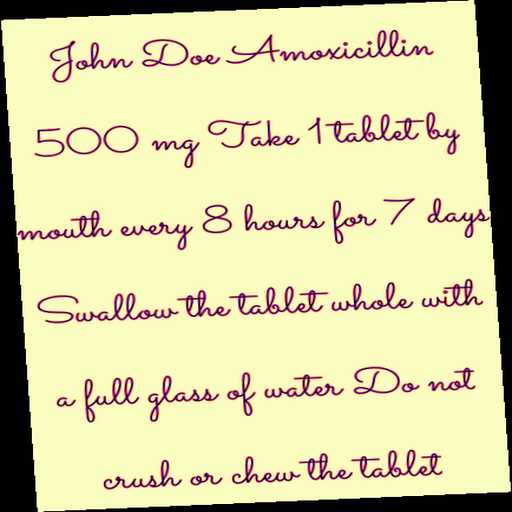 John Doe Amoxicillin
500 mg Take 1 tablet by
mouth every 8 hours for 7 days
Swallow the tablet whole with
a full glass of water Do not
crush or chew the tablet